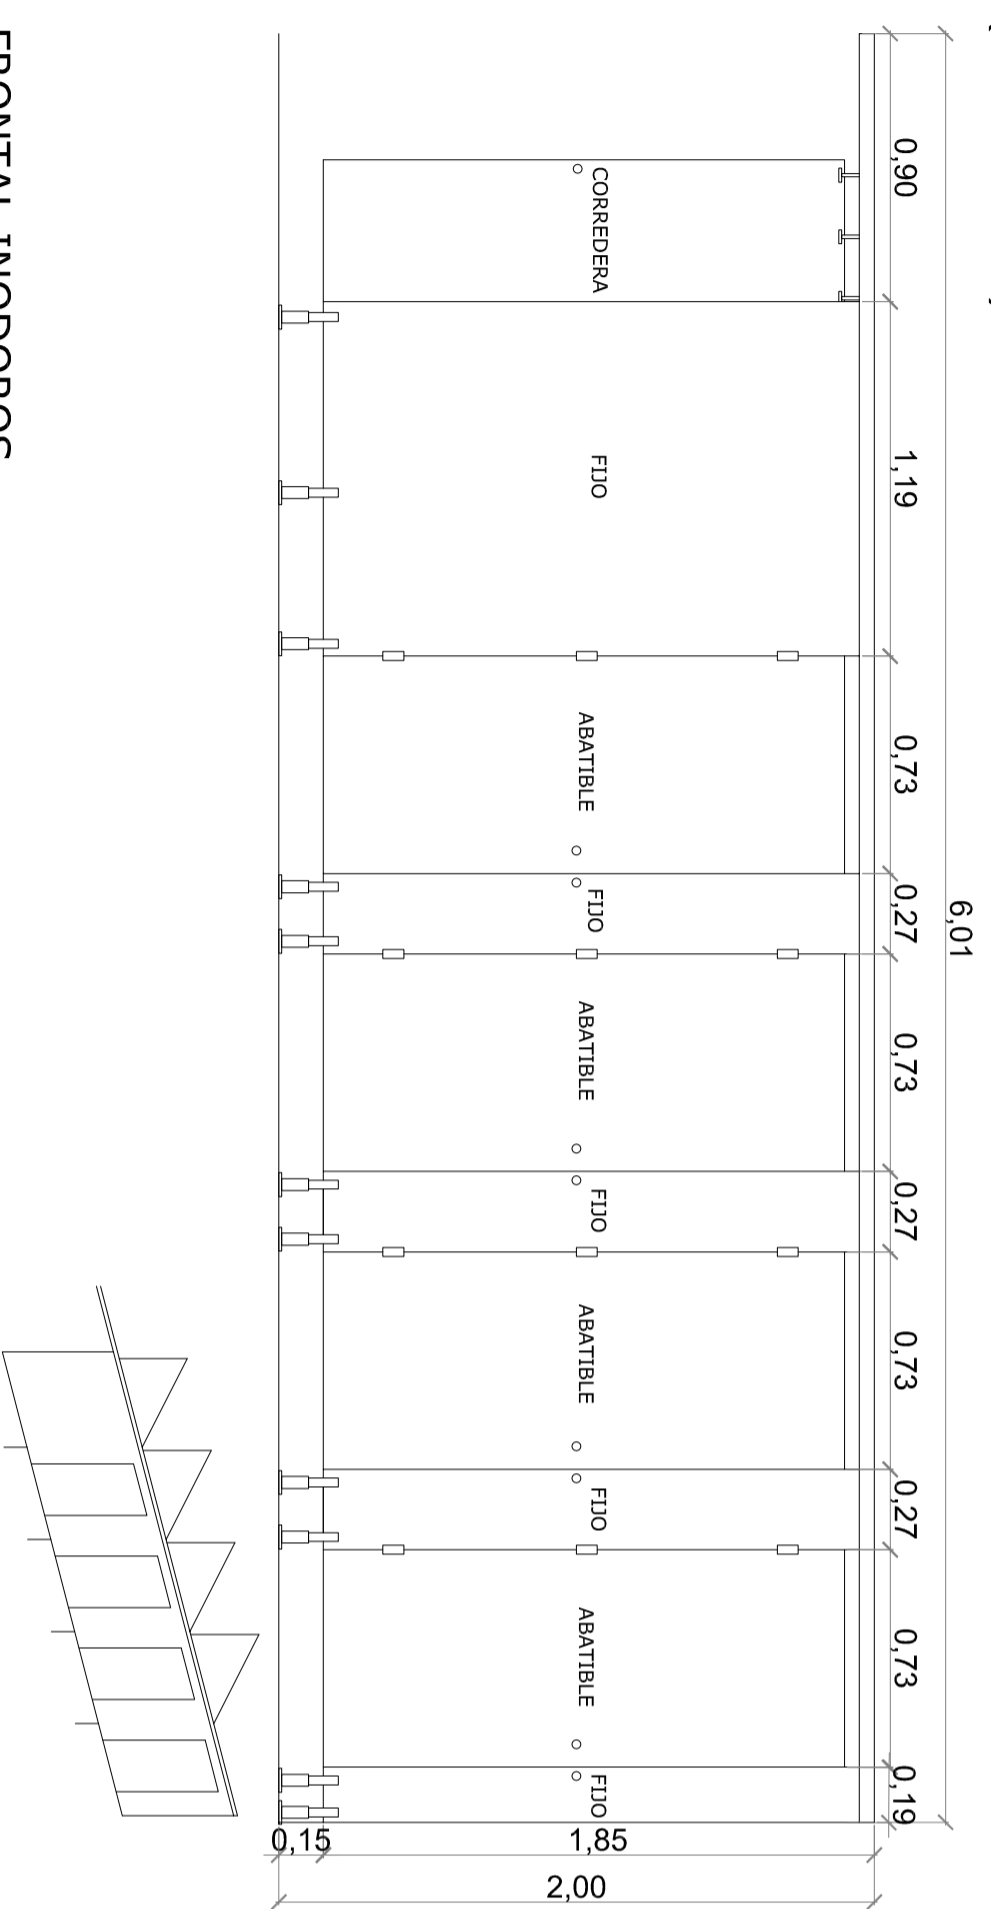 6,01
0,90
1,19
0,73
0,27
0,73
0,27
0,73
0,27
0,73
0,19
CORREDERA
FIJO
ABATIBLE
FIJO
ABATIBLE
FIJO
ABATIBLE
FIJO
ABATIBLE
FIJO
0,15
1,85
2,00
FRONTAL INODOROS